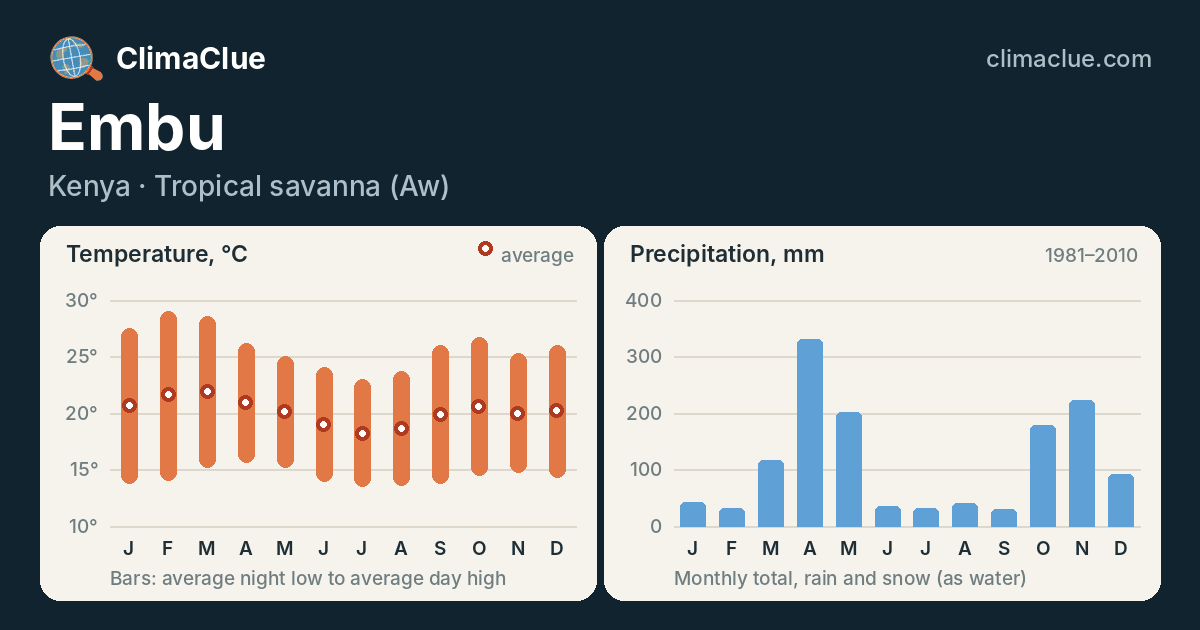 ClimaClue
climaclue.com
Embu
Kenya · Tropical savanna (Aw)
Temperature, °C
average
30°
25°
20°
15°
10°
J F M A M J J A S O N D
Bars: average night low to average day high
Precipitation, mm
1981–2010
400
300
200
100
0
J F M A M J J A S O N D
Monthly total, rain and snow (as water)